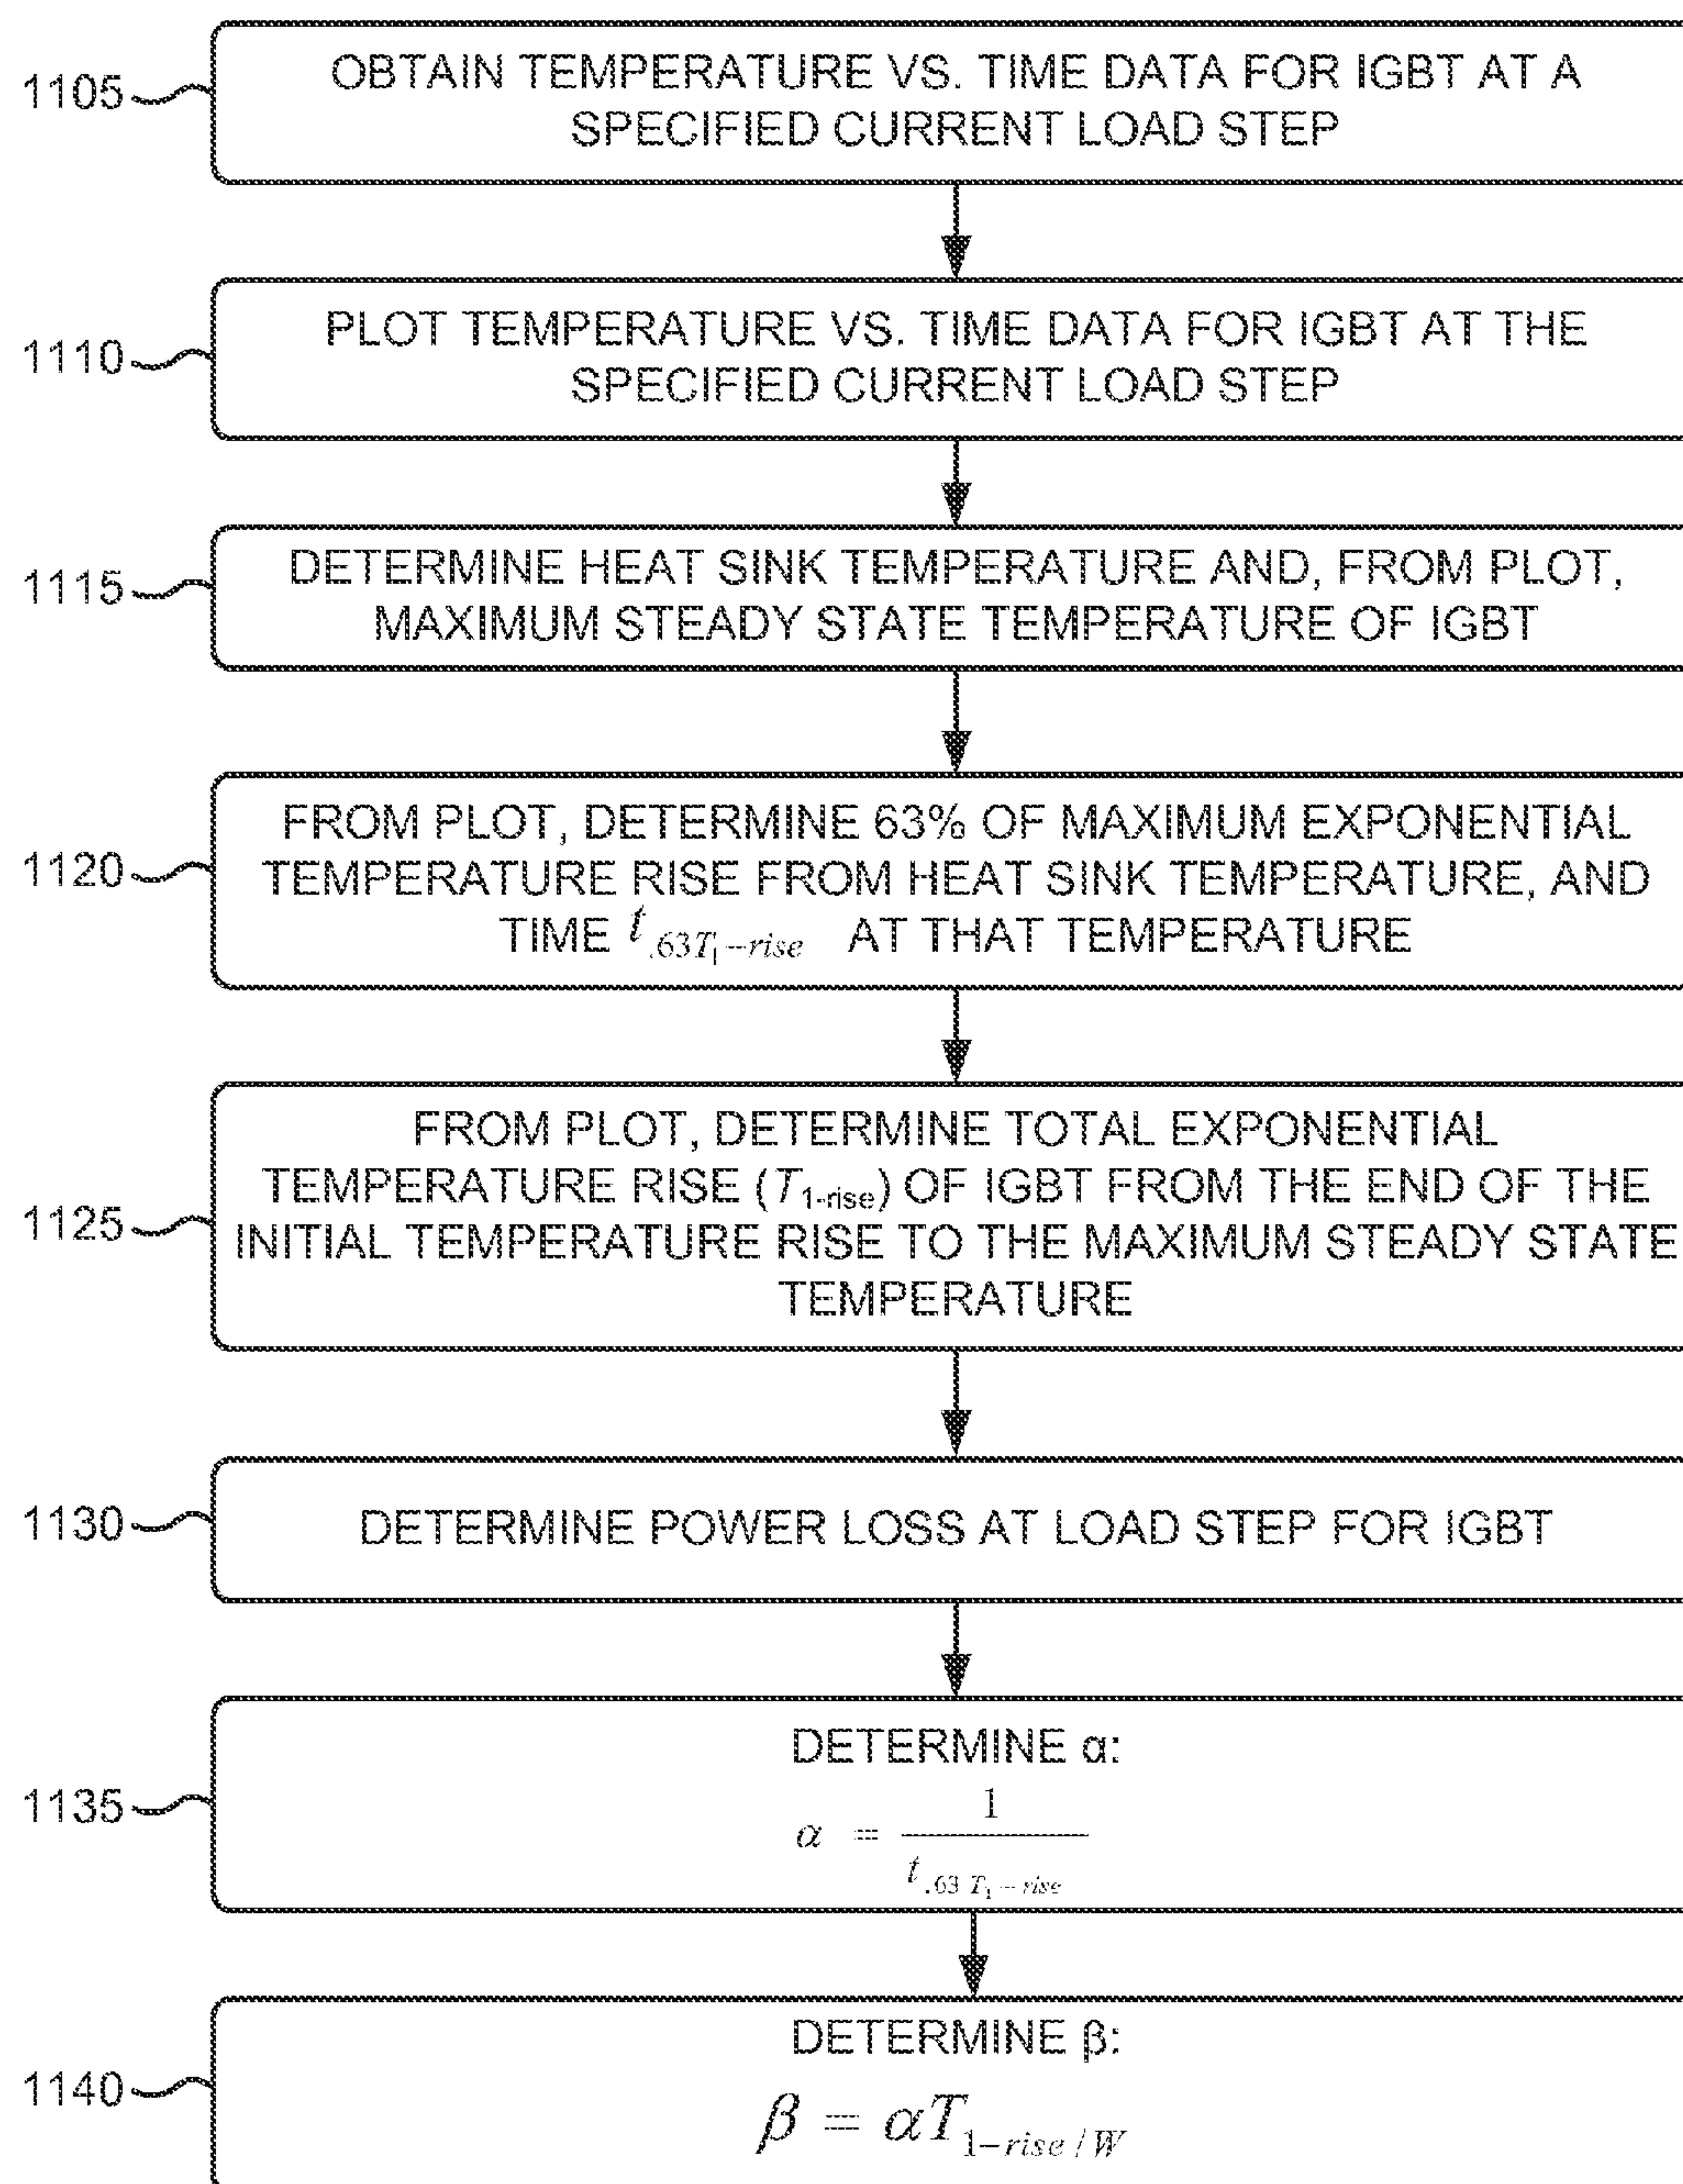 1105
OBTAIN TEMPERATURE VS. TIME DATA FOR IGBT AT A
SPECIFIED CURRENT LOAD STEP
1110
PLOT TEMPERATURE VS. TIME DATA FOR IGBT AT THE
SPECIFIED CURRENT LOAD STEP
1115
DETERMINE HEAT SINK TEMPERATURE AND, FROM PLOT,
MAXIMUM STEADY STATE TEMPERATURE OF IGBT
1120
FROM PLOT, DETERMINE 63% OF MAXIMUM EXPONENTIAL
TEMPERATURE RISE FROM HEAT SINK TEMPERATURE, AND
TIME t.63T1-rise AT THAT TEMPERATURE
1125
FROM PLOT, DETERMINE TOTAL EXPONENTIAL
TEMPERATURE RISE (T1-rise) OF IGBT FROM THE END OF THE
INITIAL TEMPERATURE RISE TO THE MAXIMUM STEADY STATE
TEMPERATURE
1130
DETERMINE POWER LOSS AT LOAD STEP FOR IGBT
1135
DETERMINE α:
1
α =
t.63 T1-rise
1140
DETERMINE β:
β = αT1-rise/W